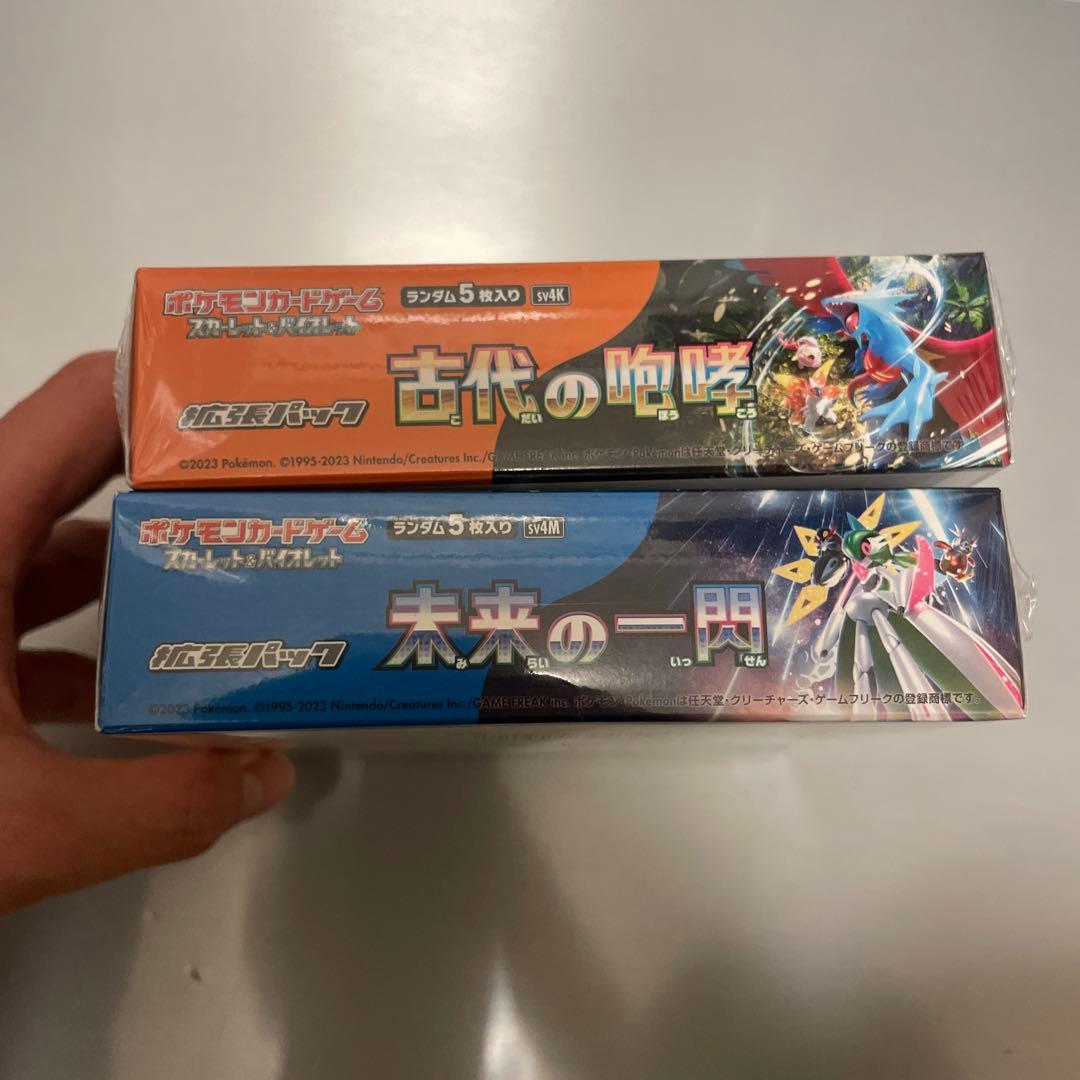 ポケモンカードゲーム
スカーレット&バイオレット
ランダム5枚入り sv4K
拡張パック
古代の咆哮
こ だい ほう こう
©2023 Pokémon. ©1995-2023 Nintendo/Creatures Inc./GAME FREAK inc. ポケモン・Pokémonは任天堂・クリーチャーズ・ゲームフリークの登録商標です。
ポケモンカードゲーム
スカーレット&バイオレット
ランダム5枚入り sv4M
拡張パック
未来の一閃
み らい いっ せん
©2023 Pokémon. ©1995-2023 Nintendo/Creatures Inc./GAME FREAK inc. ポケモン・Pokémonは任天堂・クリーチャーズ・ゲームフリークの登録商標です。